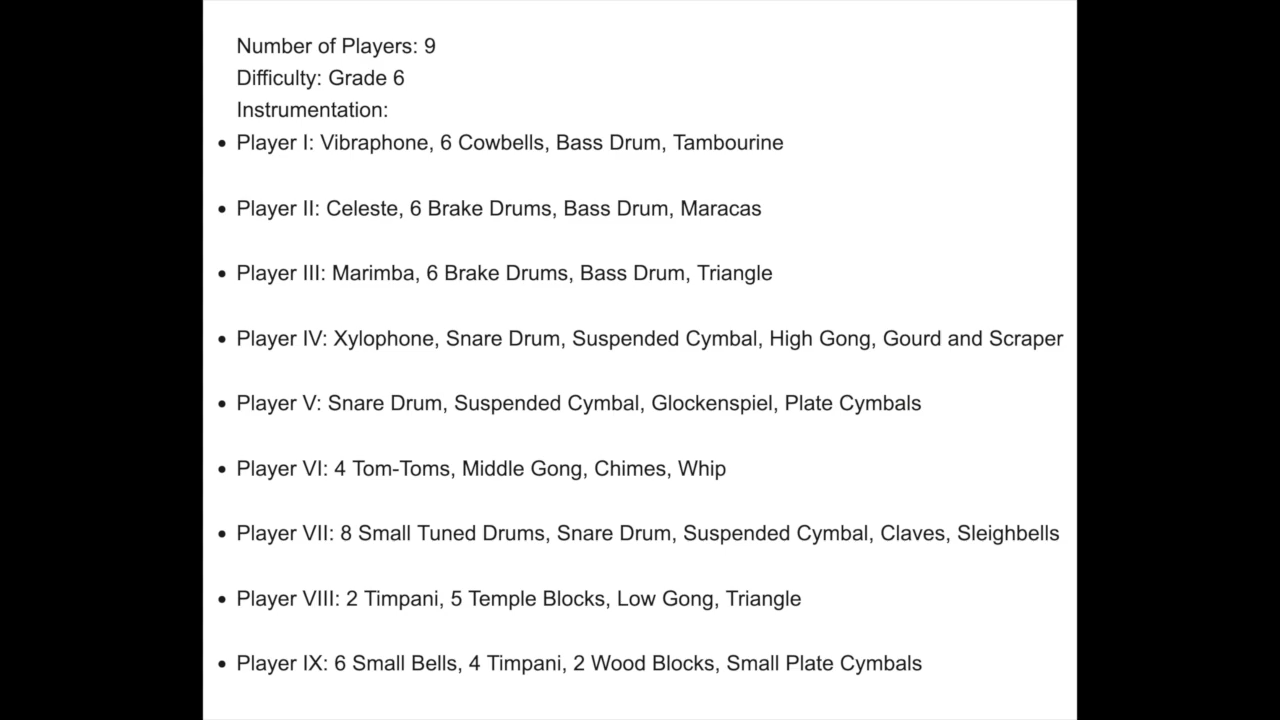 Number of Players: 9
Difficulty: Grade 6
Instrumentation:
• Player I: Vibraphone, 6 Cowbells, Bass Drum, Tambourine
• Player II: Celeste, 6 Brake Drums, Bass Drum, Maracas
• Player III: Marimba, 6 Brake Drums, Bass Drum, Triangle
• Player IV: Xylophone, Snare Drum, Suspended Cymbal, High Gong, Gourd and Scraper
• Player V: Snare Drum, Suspended Cymbal, Glockenspiel, Plate Cymbals
• Player VI: 4 Tom-Toms, Middle Gong, Chimes, Whip
• Player VII: 8 Small Tuned Drums, Snare Drum, Suspended Cymbal, Claves, Sleighbells
• Player VIII: 2 Timpani, 5 Temple Blocks, Low Gong, Triangle
• Player IX: 6 Small Bells, 4 Timpani, 2 Wood Blocks, Small Plate Cymbals